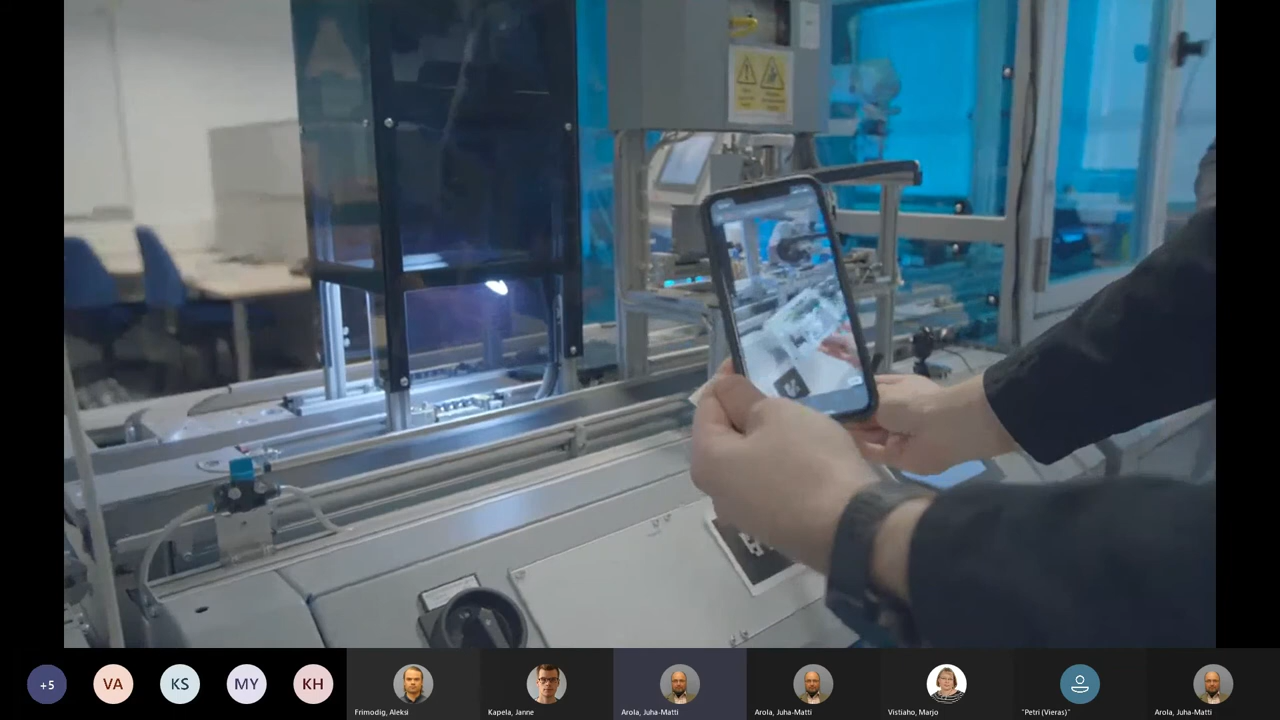 +5
VA
KS
MY
KH
Frimodig, Aleksi
Kapela, Janne
Arola, Juha-Matti
Arola, Juha-Matti
Vistiaho, Marjo
"Petri (Vieras)"
Arola, Juha-Matti